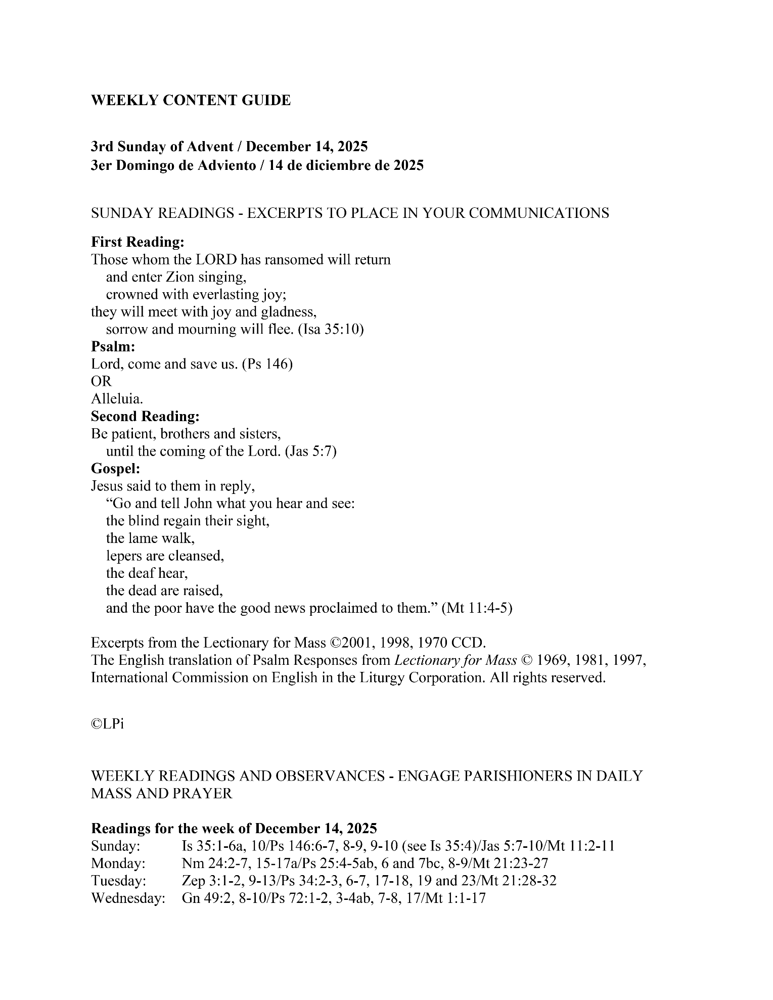 WEEKLY CONTENT GUIDE
3rd Sunday of Advent / December 14, 2025
3er Domingo de Adviento / 14 de diciembre de 2025
SUNDAY READINGS - EXCERPTS TO PLACE IN YOUR COMMUNICATIONS
First Reading:
Those whom the LORD has ransomed will return
and enter Zion singing,
crowned with everlasting joy;
they will meet with joy and gladness,
sorrow and mourning will flee. (Isa 35:10)
Psalm:
Lord, come and save us. (Ps 146)
OR
Alleluia.
Second Reading:
Be patient, brothers and sisters,
until the coming of the Lord. (Jas 5:7)
Gospel:
Jesus said to them in reply,
“Go and tell John what you hear and see:
the blind regain their sight,
the lame walk,
lepers are cleansed,
the deaf hear,
the dead are raised,
and the poor have the good news proclaimed to them.” (Mt 11:4-5)
Excerpts from the Lectionary for Mass ©2001, 1998, 1970 CCD.
The English translation of Psalm Responses from Lectionary for Mass © 1969, 1981, 1997,
International Commission on English in the Liturgy Corporation. All rights reserved.
©LPi
WEEKLY READINGS AND OBSERVANCES - ENGAGE PARISHIONERS IN DAILY
MASS AND PRAYER
Readings for the week of December 14, 2025
Sunday: Is 35:1-6a, 10/Ps 146:6-7, 8-9, 9-10 (see Is 35:4)/Jas 5:7-10/Mt 11:2-11
Monday: Nm 24:2-7, 15-17a/Ps 25:4-5ab, 6 and 7bc, 8-9/Mt 21:23-27
Tuesday: Zep 3:1-2, 9-13/Ps 34:2-3, 6-7, 17-18, 19 and 23/Mt 21:28-32
Wednesday: Gn 49:2, 8-10/Ps 72:1-2, 3-4ab, 7-8, 17/Mt 1:1-17